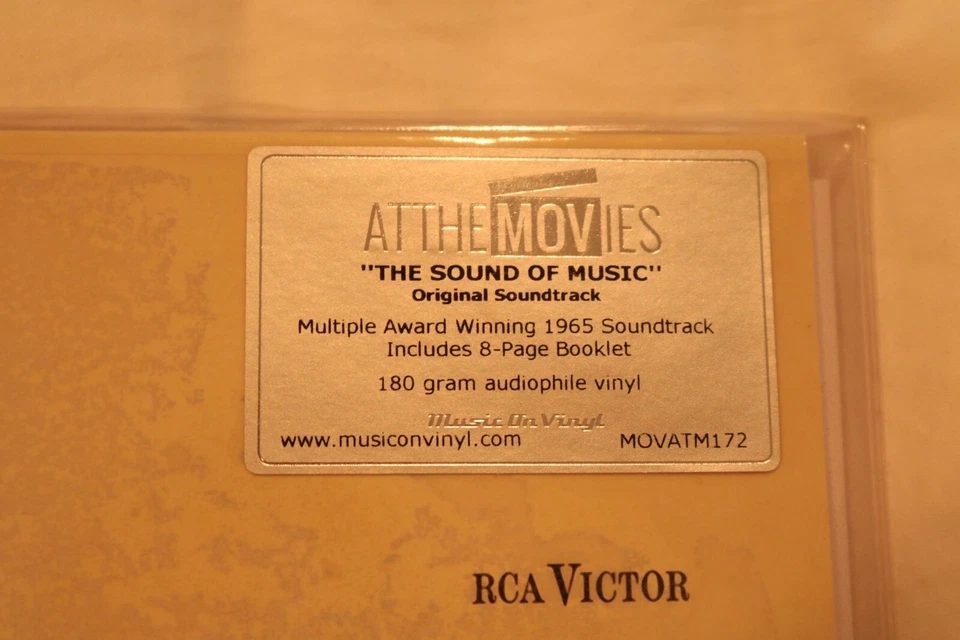 ATTHEMOVIES
"THE SOUND OF MUSIC"
Original Soundtrack
Multiple Award Winning 1965 Soundtrack
Includes 8-Page Booklet
180 gram audiophile vinyl
Music On Vinyl
www.musiconvinyl.com MOVATM172
RCA VICTOR